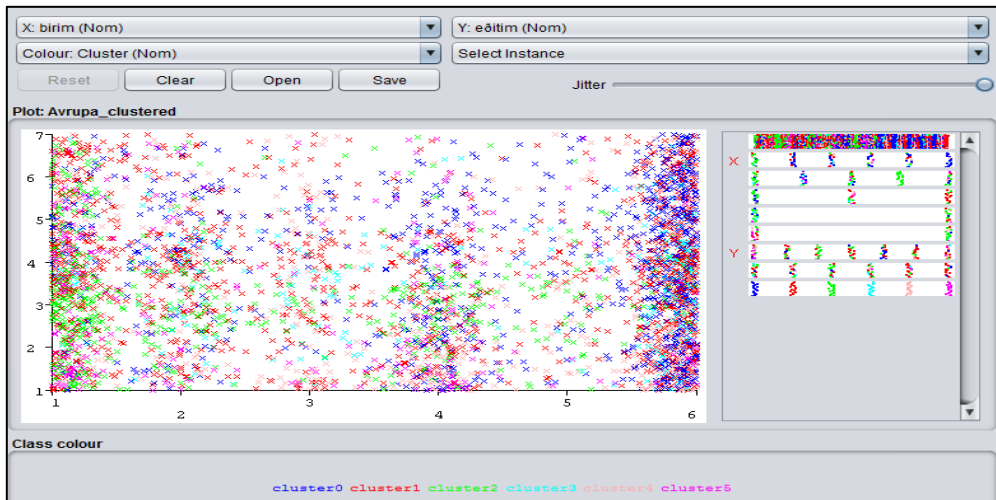 X: birim (Nom) Y: eðitim (Nom)
Colour: Cluster (Nom) Select Instance
Reset Clear Open Save Jitter
Plot: Avrupa_clustered
7
6
5
4
3
2
1
1 2 3 4 5 6
X
Y
Class colour
cluster0 cluster1 cluster2 cluster3 cluster4 cluster5